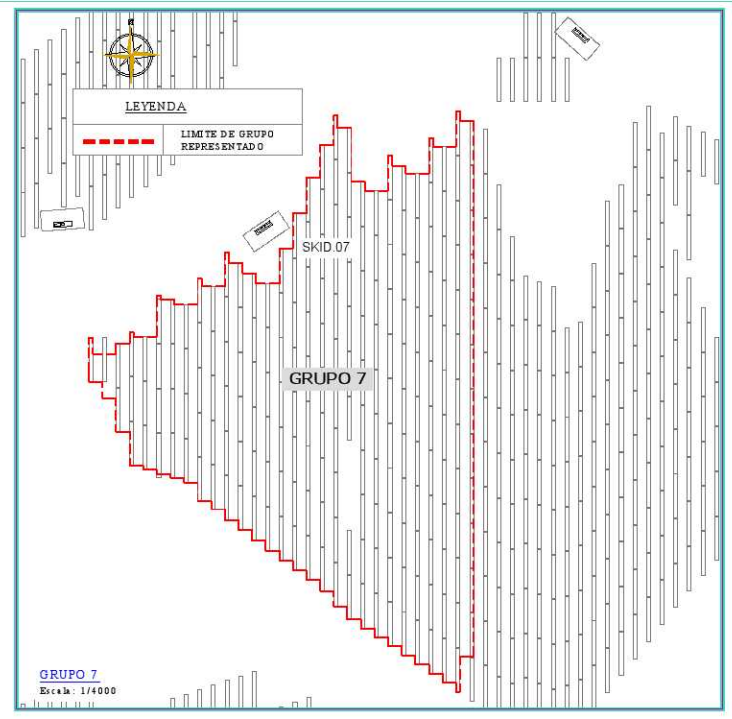 LEYENDA
LIMITE DE GRUPO
REPRESENTADO
SKID.07
GRUPO 7
GRUPO 7
Escala: 1/4000